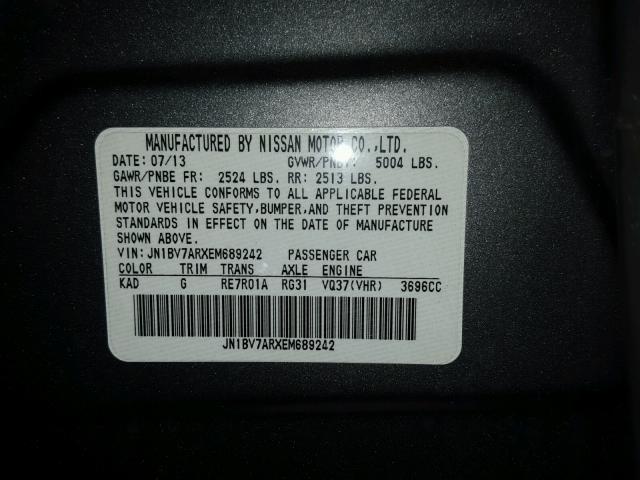 MANUFACTURED BY NISSAN MOTOR CO.,LTD.
DATE: 07/13 GVWR/PNBV: 5004 LBS.
GAWR/PNBE FR: 2524 LBS. RR: 2513 LBS.
THIS VEHICLE CONFORMS TO ALL APPLICABLE FEDERAL
MOTOR VEHICLE SAFETY,BUMPER,AND THEFT PREVENTION
STANDARDS IN EFFECT ON THE DATE OF MANUFACTURE
SHOWN ABOVE.
VIN: JN1BV7ARXEM689242 PASSENGER CAR
COLOR TRIM TRANS AXLE ENGINE
KAD G RE7R01A RG31 VQ37(VHR) 3696CC
JN1BV7ARXEM689242